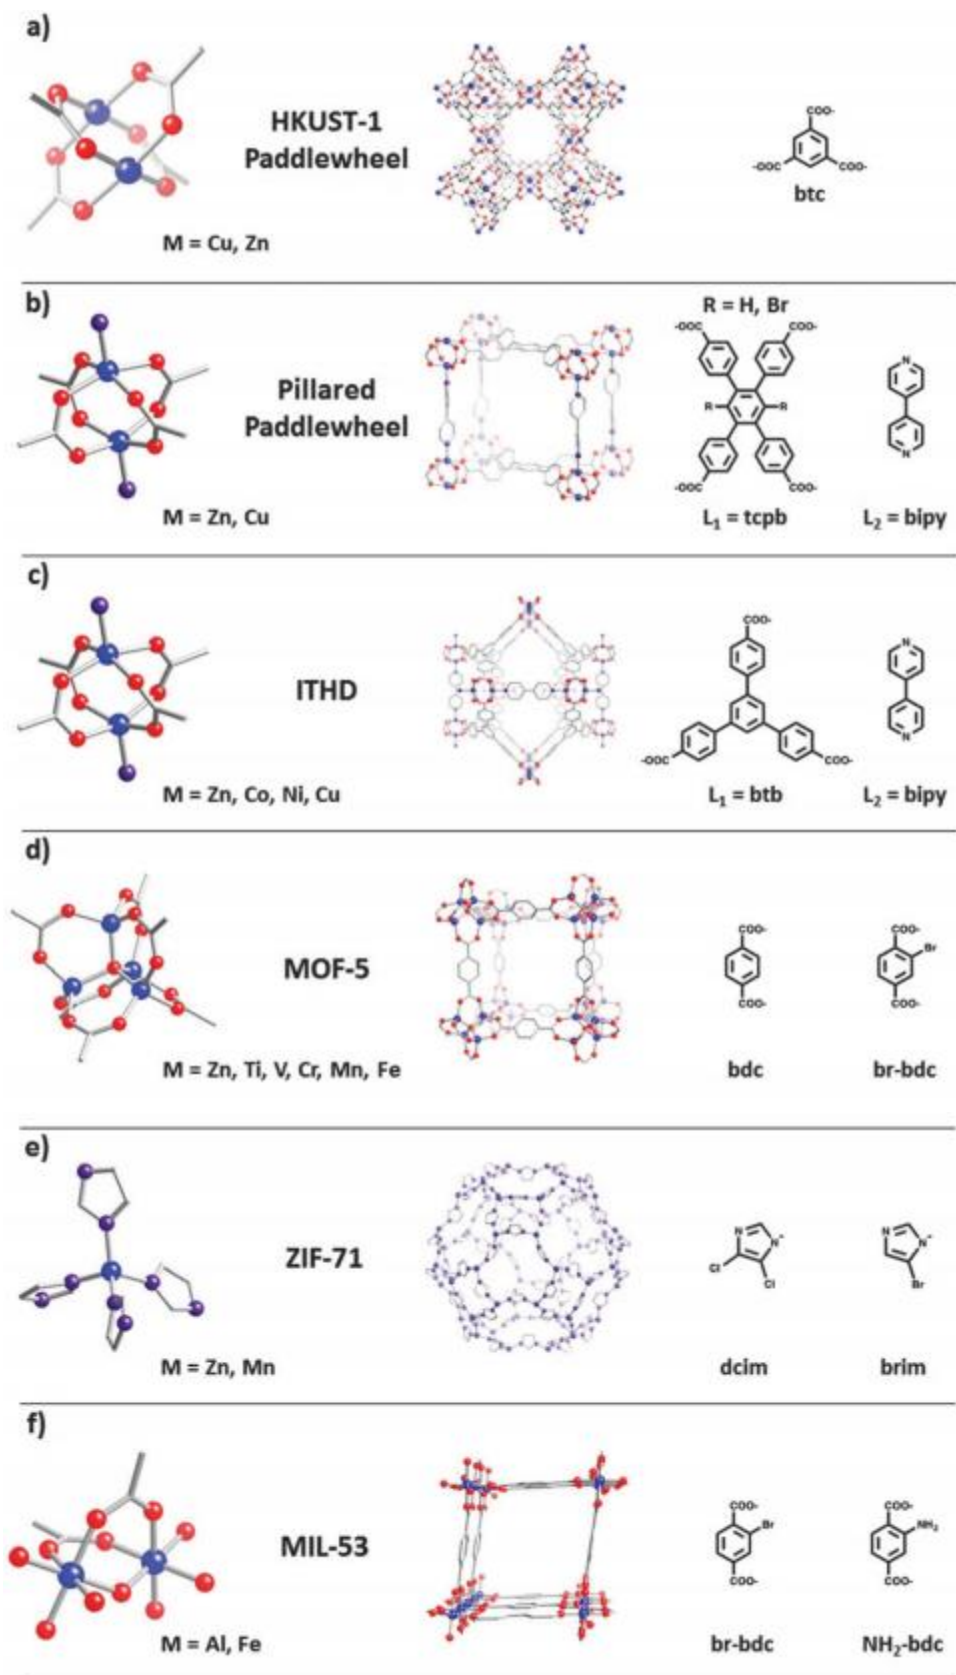 a)
HKUST-1
Paddlewheel
M = Cu, Zn
COO-
-OOC
COO-
btc
b)
Pillared
Paddlewheel
M = Zn, Cu
R = H, Br
-OOC
COO-
R
R
-OOC
COO-
L₁ = tcpb
N
N
L₂ = bipy
c)
ITHD
M = Zn, Co, Ni, Cu
COO-
-OOC
COO-
L₁ = btb
N
N
L₂ = bipy
d)
MOF-5
M = Zn, Ti, V, Cr, Mn, Fe
COO-
COO-
bdc
COO-
Br
COO-
br-bdc
e)
ZIF-71
M = Zn, Mn
N
N-
Cl
Cl
dcim
N
N-
Br
brim
f)
MIL-53
M = Al, Fe
COO-
Br
COO-
br-bdc
COO-
NH₂
COO-
NH₂-bdc